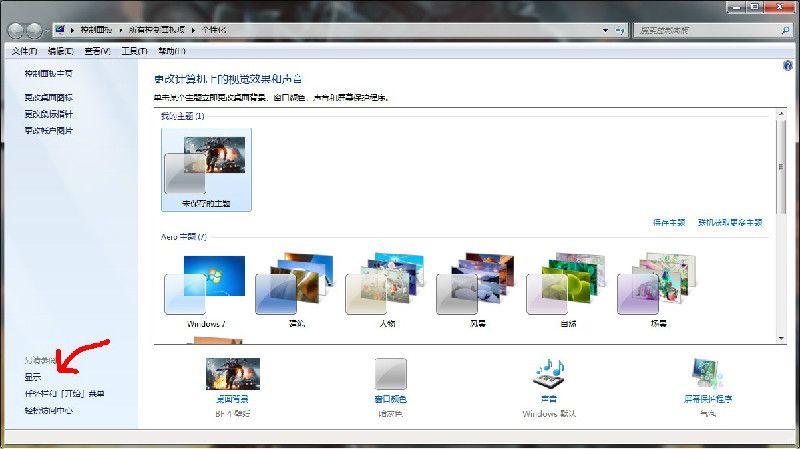 控制面板 ▸ 所有控制面板项 ▸ 个性化
搜索控制面板
文件(F) 编辑(E) 查看(V) 工具(T) 帮助(H)
控制面板主页
更改桌面图标
更改鼠标指针
更改帐户图片
更改计算机上的视觉效果和声音
单击某个主题立即更改桌面背景、窗口颜色、声音和屏幕保护程序。
我的主题 (1)
未保存的主题
保存主题 联机获取更多主题
Aero 主题 (7)
Windows 7 建筑 人物 风景 自然 场景
另请参阅
显示
任务栏和「开始」菜单
轻松访问中心
桌面背景 窗口颜色 声音 屏幕保护程序
BF 4 壁纸 暗灰色 Windows 默认 气泡